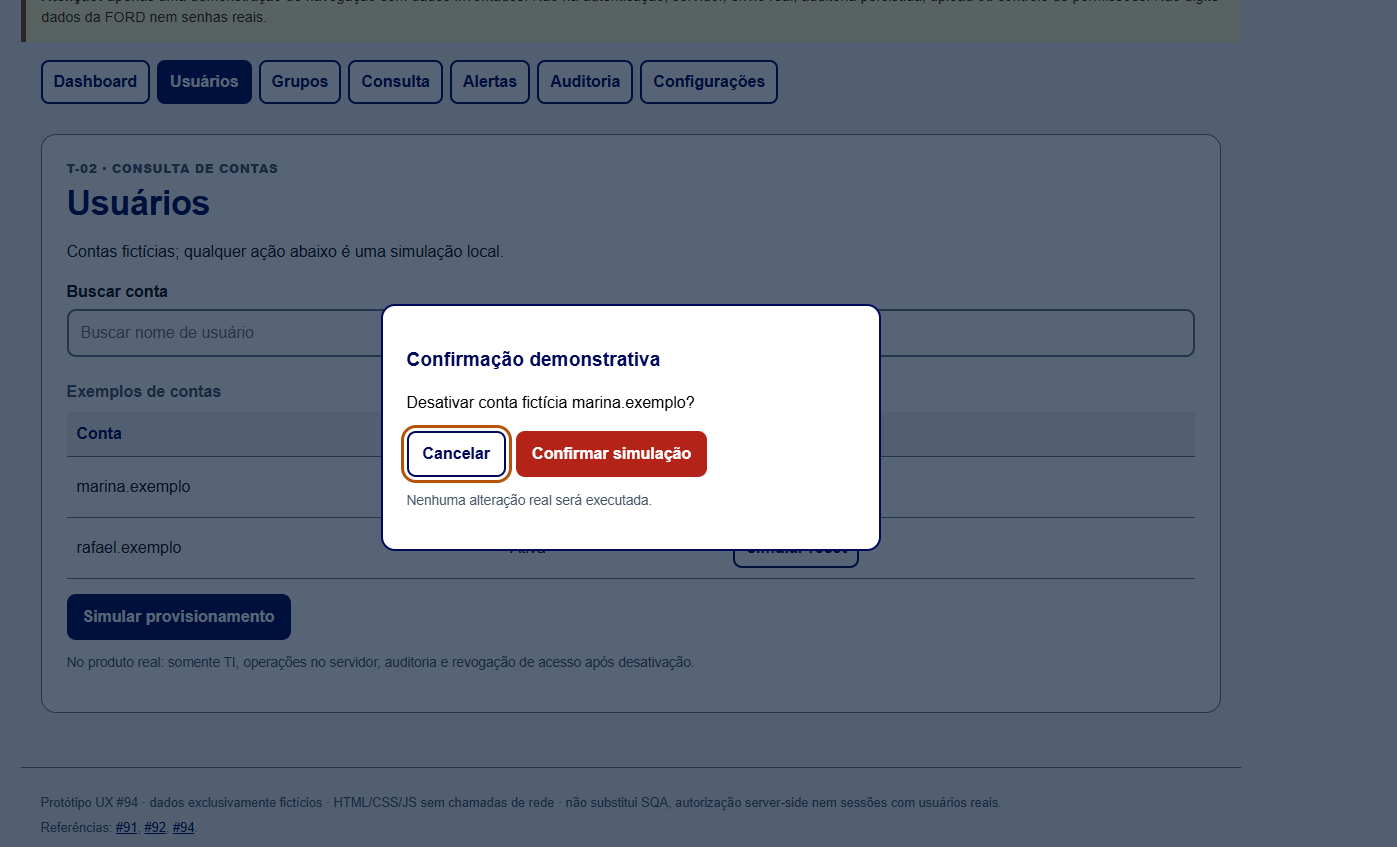 dados da FORD nem senhas reais.
Dashboard Usuários Grupos Consulta Alertas Auditoria Configurações
T-02 • CONSULTA DE CONTAS
Usuários
Contas fictícias; qualquer ação abaixo é uma simulação local.
Buscar conta
Buscar nome de usuário
Exemplos de contas
Conta
marina.exemplo
rafael.exemplo
Confirmação demonstrativa
Desativar conta fictícia marina.exemplo?
Cancelar Confirmar simulação
Nenhuma alteração real será executada.
Simular provisionamento
No produto real: somente TI, operações no servidor, auditoria e revogação de acesso após desativação.
Protótipo UX #94 · dados exclusivamente fictícios · HTML/CSS/JS sem chamadas de rede · não substitui SQA, autorização server-side nem sessões com usuários reais.
Referências: #91, #92, #94.